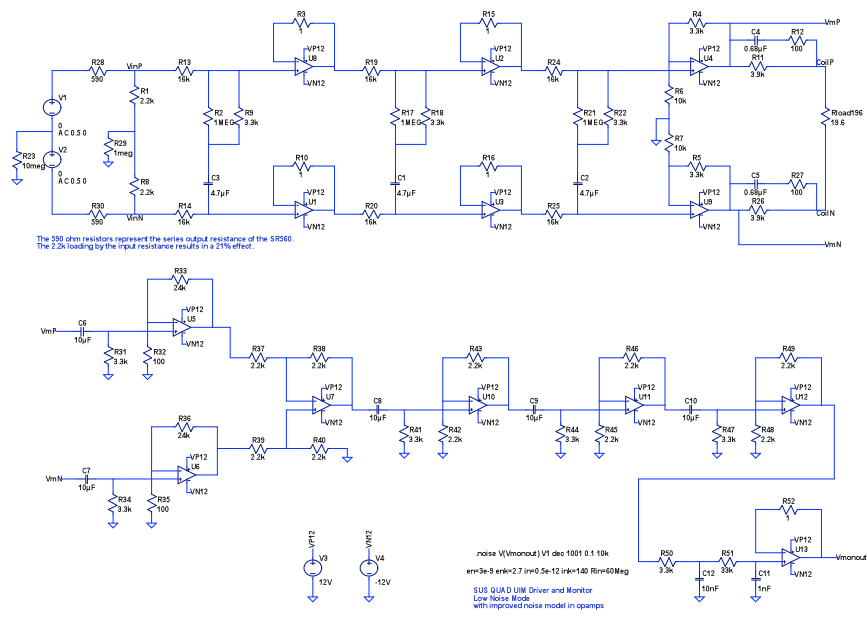 R3
1
R15
1
R4
3.3k
VmP
C4
0.68µF
R12
100
VP12
U8
VN12
VP12
U2
VN12
VP12
U4
VN12
R28
590
VinP
R13
16k
R19
16k
R24
16k
R11
3.9k
CoilP
V1
0
AC 0.5 0
R1
2.2k
R2
1MEG
R9
3.3k
R17
1MEG
R18
3.3k
R21
1MEG
R22
3.3k
R6
10k
Rload196
19.6
R23
10meg
V2
0
AC 0.5 0
R29
1meg
R7
10k
R8
2.2k
C3
4.7µF
R10
1
C1
4.7µF
R16
1
C2
4.7µF
R5
3.3k
C5
0.68µF
R27
100
VP12
U1
VN12
VP12
U3
VN12
VP12
U9
VN12
R30
590
VinN
R14
16k
R20
16k
R25
16k
R26
3.9k
CoilN
VmN
The 590 ohm resistors represent the series output resistance of the SR560.
The 2.2k loading by the input resistance results in a 21% effect.
R33
24k
VmP
C6
10µF
VP12
U5
VN12
R31
3.3k
R32
100
R37
2.2k
R38
2.2k
R43
2.2k
R46
2.2k
R49
2.2k
VP12
U7
VN12
C8
10µF
VP12
U10
VN12
C9
10µF
VP12
U11
VN12
C10
10µF
VP12
U12
VN12
R36
24k
R39
2.2k
R40
2.2k
R41
3.3k
R42
2.2k
R44
3.3k
R45
2.2k
R47
3.3k
R48
2.2k
VmN
C7
10µF
VP12
U6
VN12
R34
3.3k
R35
100
R52
1
VP12
V3
12V
VN12
V4
-12V
.noise V(Vmonout) V1 dec 1001 0.1 10k
en=3e-9 enk=2.7 in=0.5e-12 ink=140 Rin=60Meg
SUS QUAD UIM Driver and Monitor
Low Noise Mode
with improved noise model in opamps
R50
3.3k
R51
33k
C12
10nF
C11
1nF
VP12
U13
VN12
Vmonout